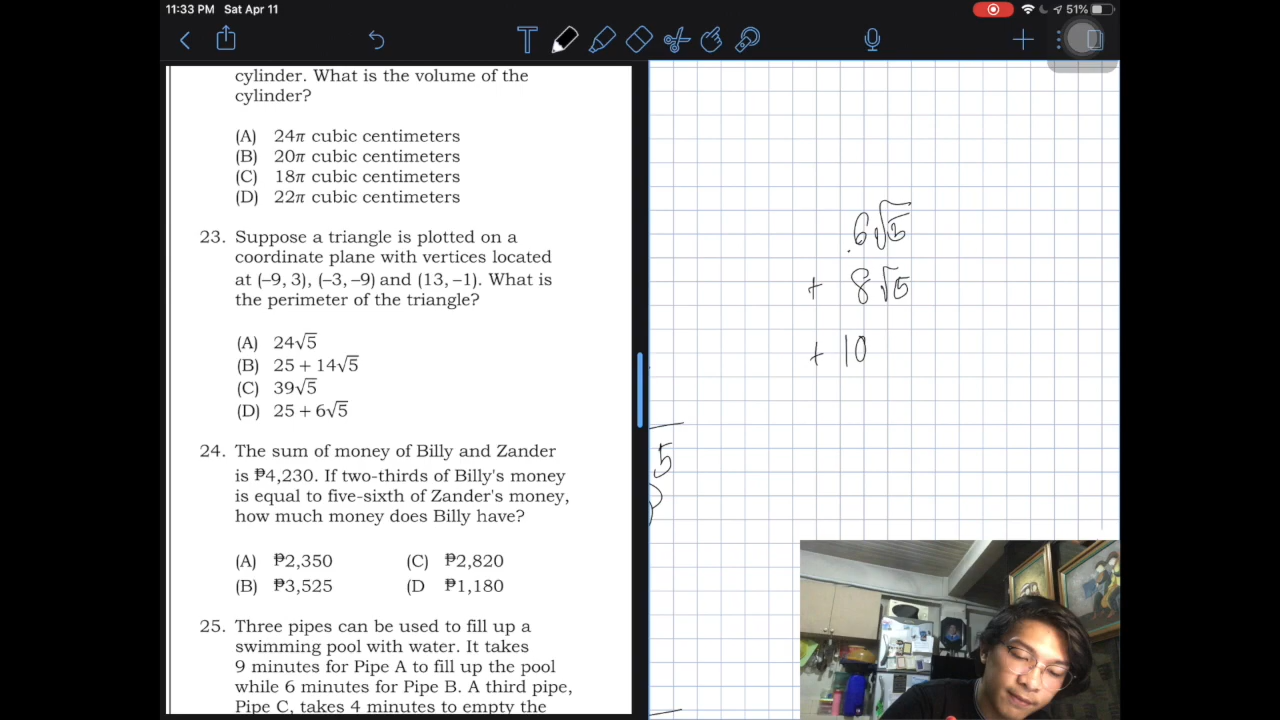 11:33 PM Sat Apr 11
51%
cylinder. What is the volume of the
cylinder?
(A) 24π cubic centimeters
(B) 20π cubic centimeters
(C) 18π cubic centimeters
(D) 22π cubic centimeters
23. Suppose a triangle is plotted on a
coordinate plane with vertices located
at (–9, 3), (–3, –9) and (13, –1). What is
the perimeter of the triangle?
(A) 24√5
(B) 25 + 14√5
(C) 39√5
(D) 25 + 6√5
24. The sum of money of Billy and Zander
is ₱4,230. If two-thirds of Billy's money
is equal to five-sixth of Zander's money,
how much money does Billy have?
(A) ₱2,350 (C) ₱2,820
(B) ₱3,525 (D ₱1,180
25. Three pipes can be used to fill up a
swimming pool with water. It takes
9 minutes for Pipe A to fill up the pool
while 6 minutes for Pipe B. A third pipe,
Pipe C, takes 4 minutes to empty the
6√5
+ 8√5
+ 10
5